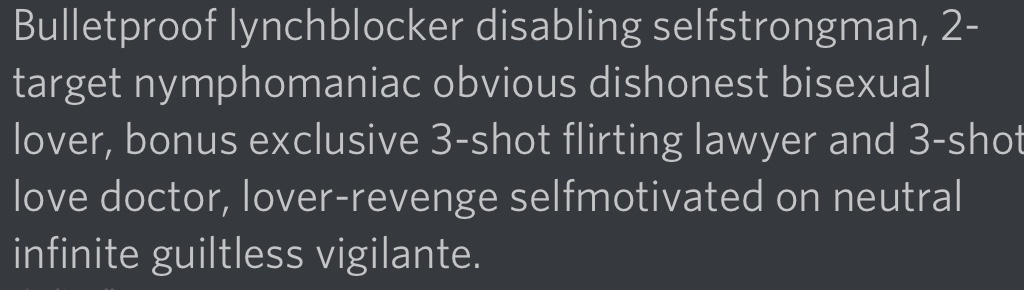 Bulletproof lynchblocker disabling selfstrongman, 2-
target nymphomaniac obvious dishonest bisexual
lover, bonus exclusive 3-shot flirting lawyer and 3-shot
love doctor, lover-revenge selfmotivated on neutral
infinite guiltless vigilante.